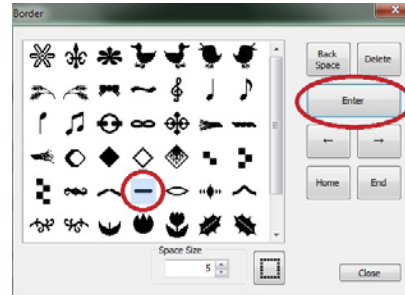 Border
Back
Space
Delete
Enter
←
→
Home
End
Space Size
5
Close